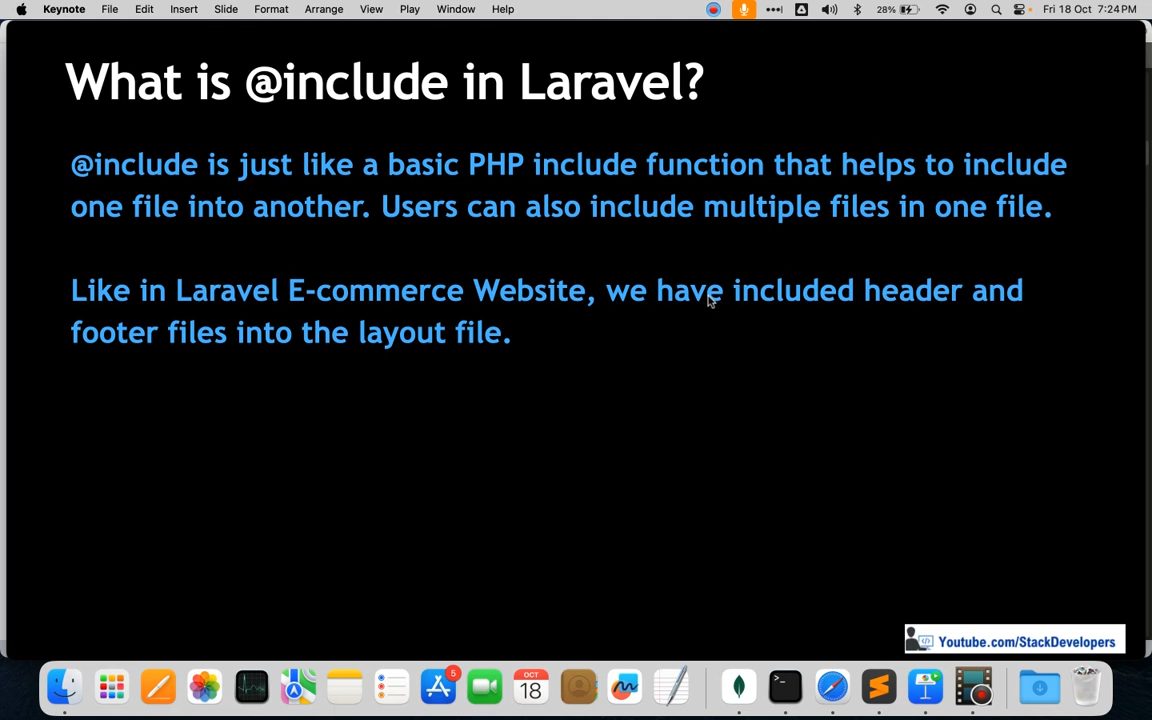 Keynote File Edit Insert Slide Format Arrange View Play Window Help 28% Fri 18 Oct 7:24 PM
What is @include in Laravel?
@include is just like a basic PHP include function that helps to include
one file into another. Users can also include multiple files in one file.
Like in Laravel E-commerce Website, we have included header and
footer files into the layout file.
Youtube.com/StackDevelopers
5
OCT
18